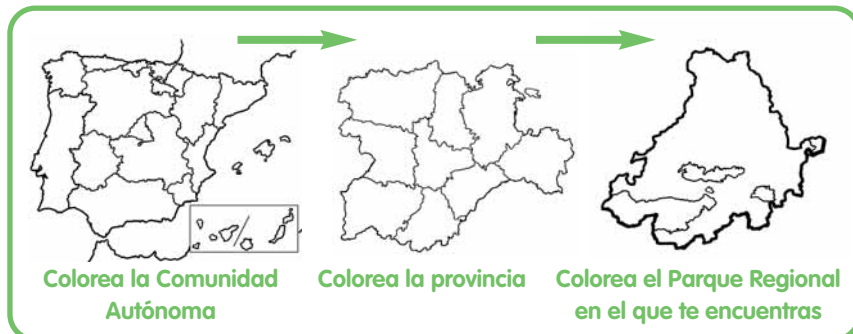 Colorea la Comunidad
Autónoma
Colorea la provincia
Colorea el Parque Regional
en el que te encuentras